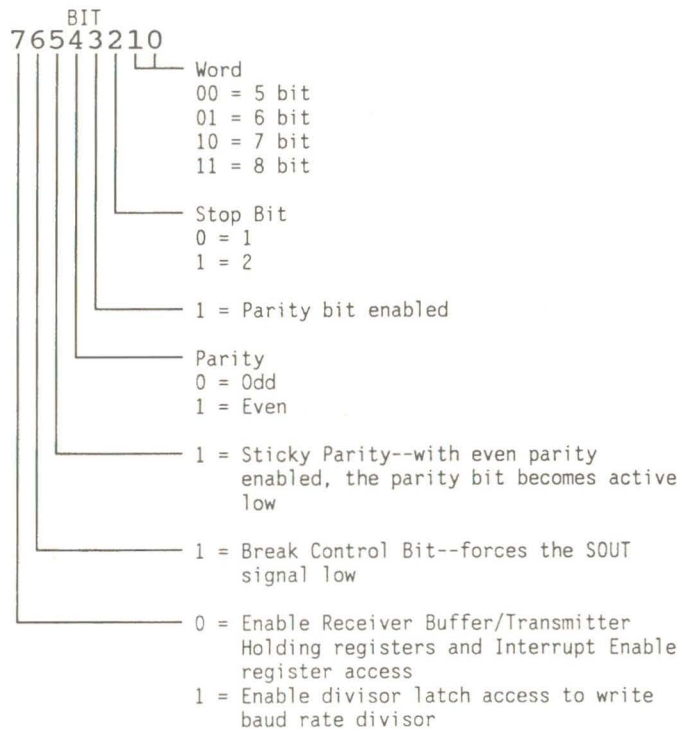 BIT
76543210
Word
00 = 5 bit
01 = 6 bit
10 = 7 bit
11 = 8 bit
Stop Bit
0 = 1
1 = 2
1 = Parity bit enabled
Parity
0 = Odd
1 = Even
1 = Sticky Parity--with even parity
enabled, the parity bit becomes active
low
1 = Break Control Bit--forces the SOUT
signal low
0 = Enable Receiver Buffer/Transmitter
Holding registers and Interrupt Enable
register access
1 = Enable divisor latch access to write
baud rate divisor